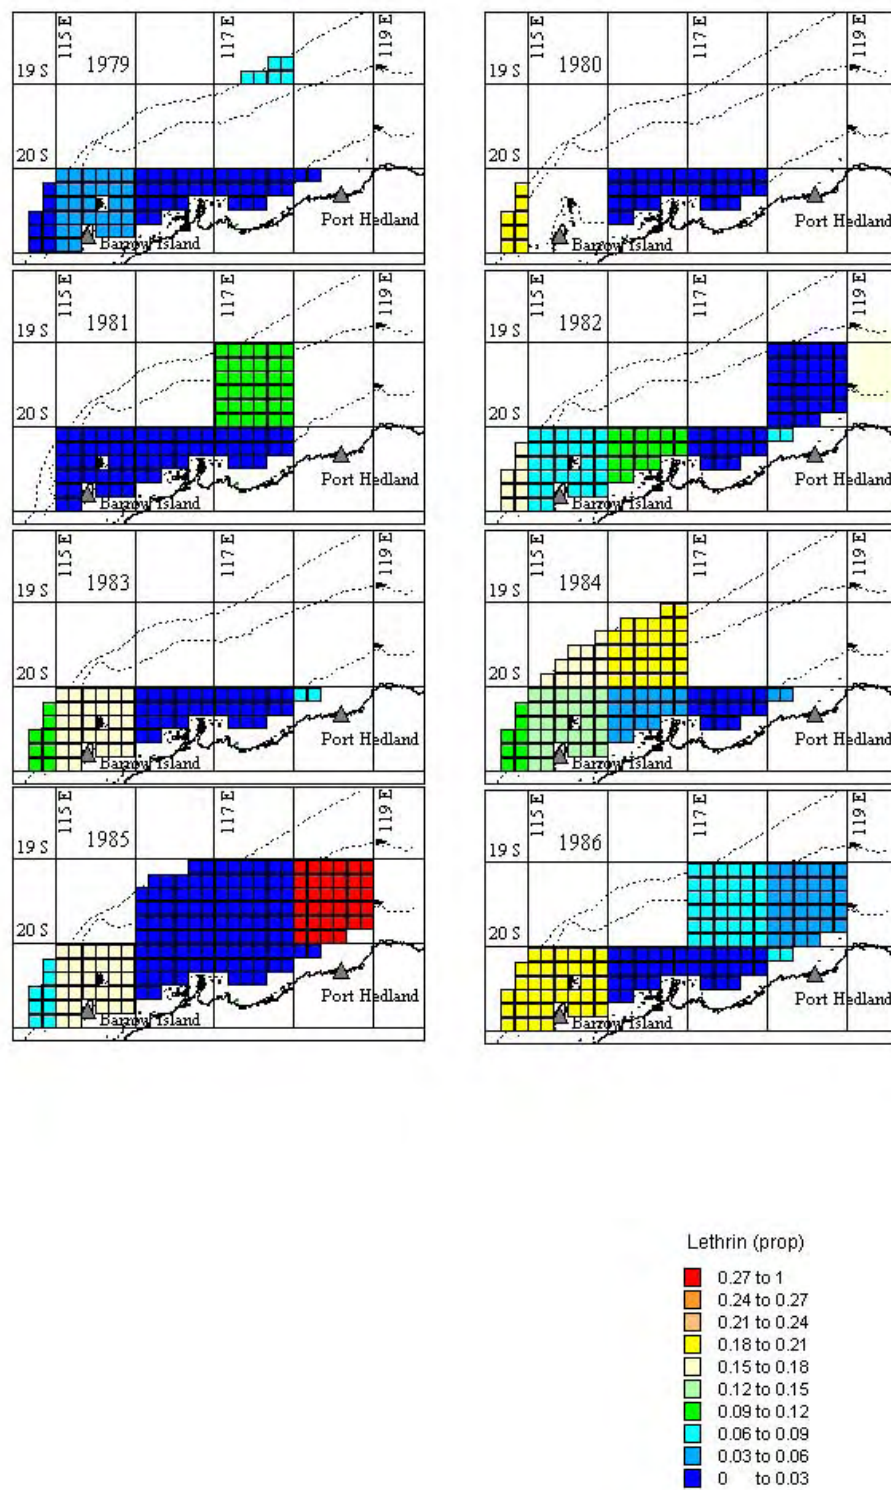 115 E
117 E
119 E
19 S
1979
20 S
Port Hedland
Barrow Island
115 E
117 E
119 E
19 S
1980
20 S
Port Hedland
Barrow Island
115 E
117 E
119 E
19 S
1981
20 S
Port Hedland
Barrow Island
115 E
117 E
119 E
19 S
1982
20 S
Port Hedland
Barrow Island
115 E
117 E
119 E
19 S
1983
20 S
Port Hedland
Barrow Island
115 E
117 E
119 E
19 S
1984
20 S
Port Hedland
Barrow Island
115 E
117 E
119 E
19 S
1985
20 S
Port Hedland
Barrow Island
115 E
117 E
119 E
19 S
1986
20 S
Port Hedland
Barrow Island
Lethrin (prop)
0.27 to 1
0.24 to 0.27
0.21 to 0.24
0.18 to 0.21
0.15 to 0.18
0.12 to 0.15
0.09 to 0.12
0.06 to 0.09
0.03 to 0.06
0 to 0.03